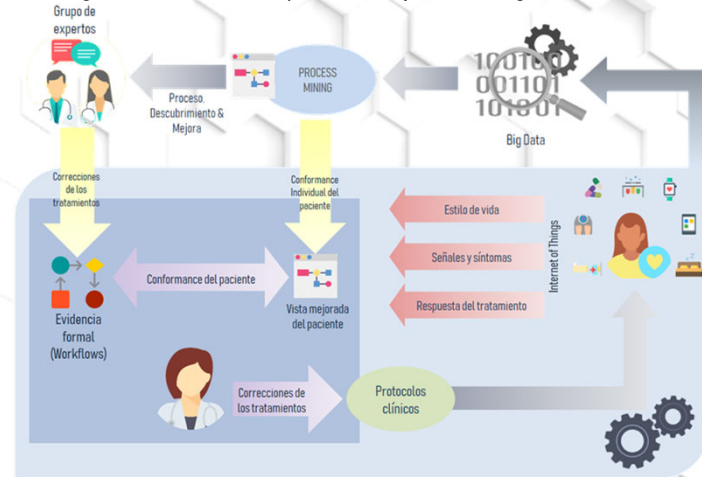 Grupo de
expertos
PROCESS
MINING
100100
001101
101001
Proceso,
Descubrimiento &
Mejora
Big Data
Correcciones
de los
tratamientos
Conformance
Individual del
paciente
Estilo de vida
Señales y síntomas
Respuesta del tratamiento
Internet of Things
Conformance del paciente
Evidencia
formal
(Workflows)
Vista mejorada
del paciente
Correcciones de
los tratamientos
Protocolos
clínicos